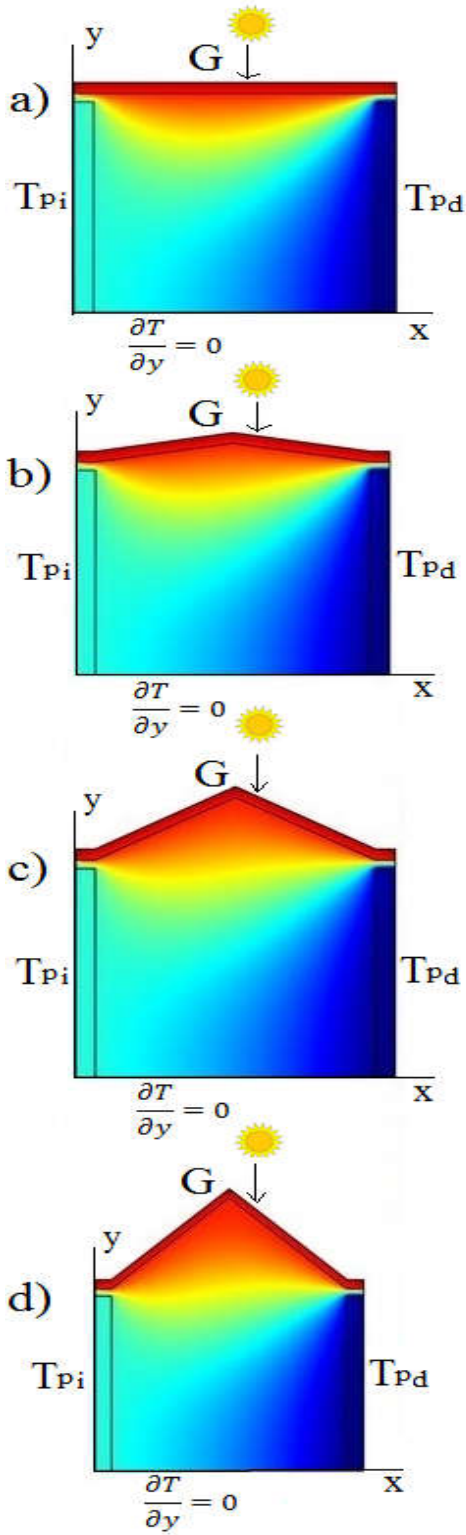 y
G
a)
Tpi
Tpd
x
∂T/∂y = 0
y
G
b)
Tpi
Tpd
x
∂T/∂y = 0
G
y
c)
Tpi
Tpd
x
∂T/∂y = 0
G
y
d)
Tpi
Tpd
x
∂T/∂y = 0